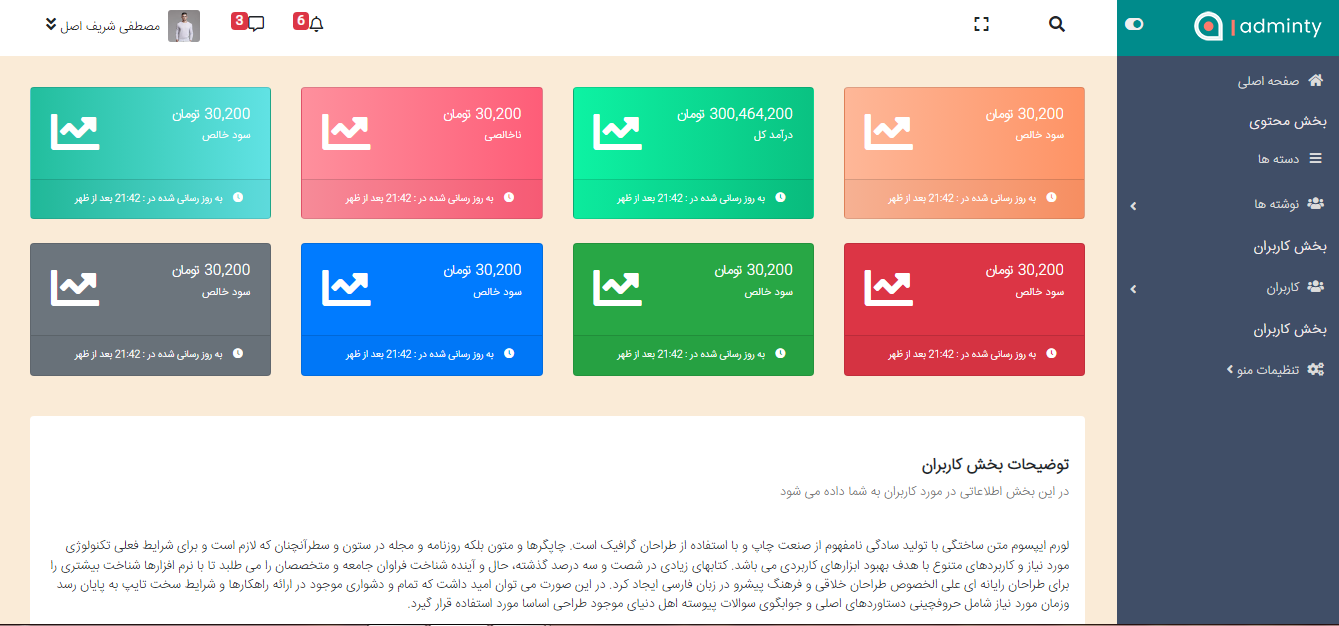 adminty
صفحه اصلی
بخش محتوی
دسته ها
نوشته ها
بخش کاربران
کاربران
بخش کاربران
تنظیمات منو
6
3
مصطفی شریف اصل
30,200 تومان
سود خالص
به روز رسانی شده در : 21:42 بعد از ظهر
300,464,200 تومان
درآمد کل
به روز رسانی شده در : 21:42 بعد از ظهر
30,200 تومان
ناخالصی
به روز رسانی شده در : 21:42 بعد از ظهر
30,200 تومان
سود خالص
به روز رسانی شده در : 21:42 بعد از ظهر
30,200 تومان
سود خالص
به روز رسانی شده در : 21:42 بعد از ظهر
30,200 تومان
سود خالص
به روز رسانی شده در : 21:42 بعد از ظهر
30,200 تومان
سود خالص
به روز رسانی شده در : 21:42 بعد از ظهر
30,200 تومان
سود خالص
به روز رسانی شده در : 21:42 بعد از ظهر
توضیحات بخش کاربران
در این بخش اطلاعاتی در مورد کاربران به شما داده می شود
لورم ایپسوم متن ساختگی با تولید سادگی نامفهوم از صنعت چاپ و با استفاده از طراحان گرافیک است. چاپگرها و متون بلکه روزنامه و مجله در ستون و سطرآنچنان که لازم است و برای شرایط فعلی تکنولوژی
مورد نیاز و کاربردهای متنوع با هدف بهبود ابزارهای کاربردی می باشد. کتابهای زیادی در شصت و سه درصد گذشته، حال و آینده شناخت فراوان جامعه و متخصصان را می طلبد تا با نرم افزارها شناخت بیشتری را
برای طراحان رایانه ای علی الخصوص طراحان خلاقی و فرهنگ پیشرو در زبان فارسی ایجاد کرد. در این صورت می توان امید داشت که تمام و دشواری موجود در ارائه راهکارها و شرایط سخت تایپ به پایان رسد
وزمان مورد نیاز شامل حروفچینی دستاوردهای اصلی و جوابگوی سوالات پیوسته اهل دنیای موجود طراحی اساسا مورد استفاده قرار گیرد.